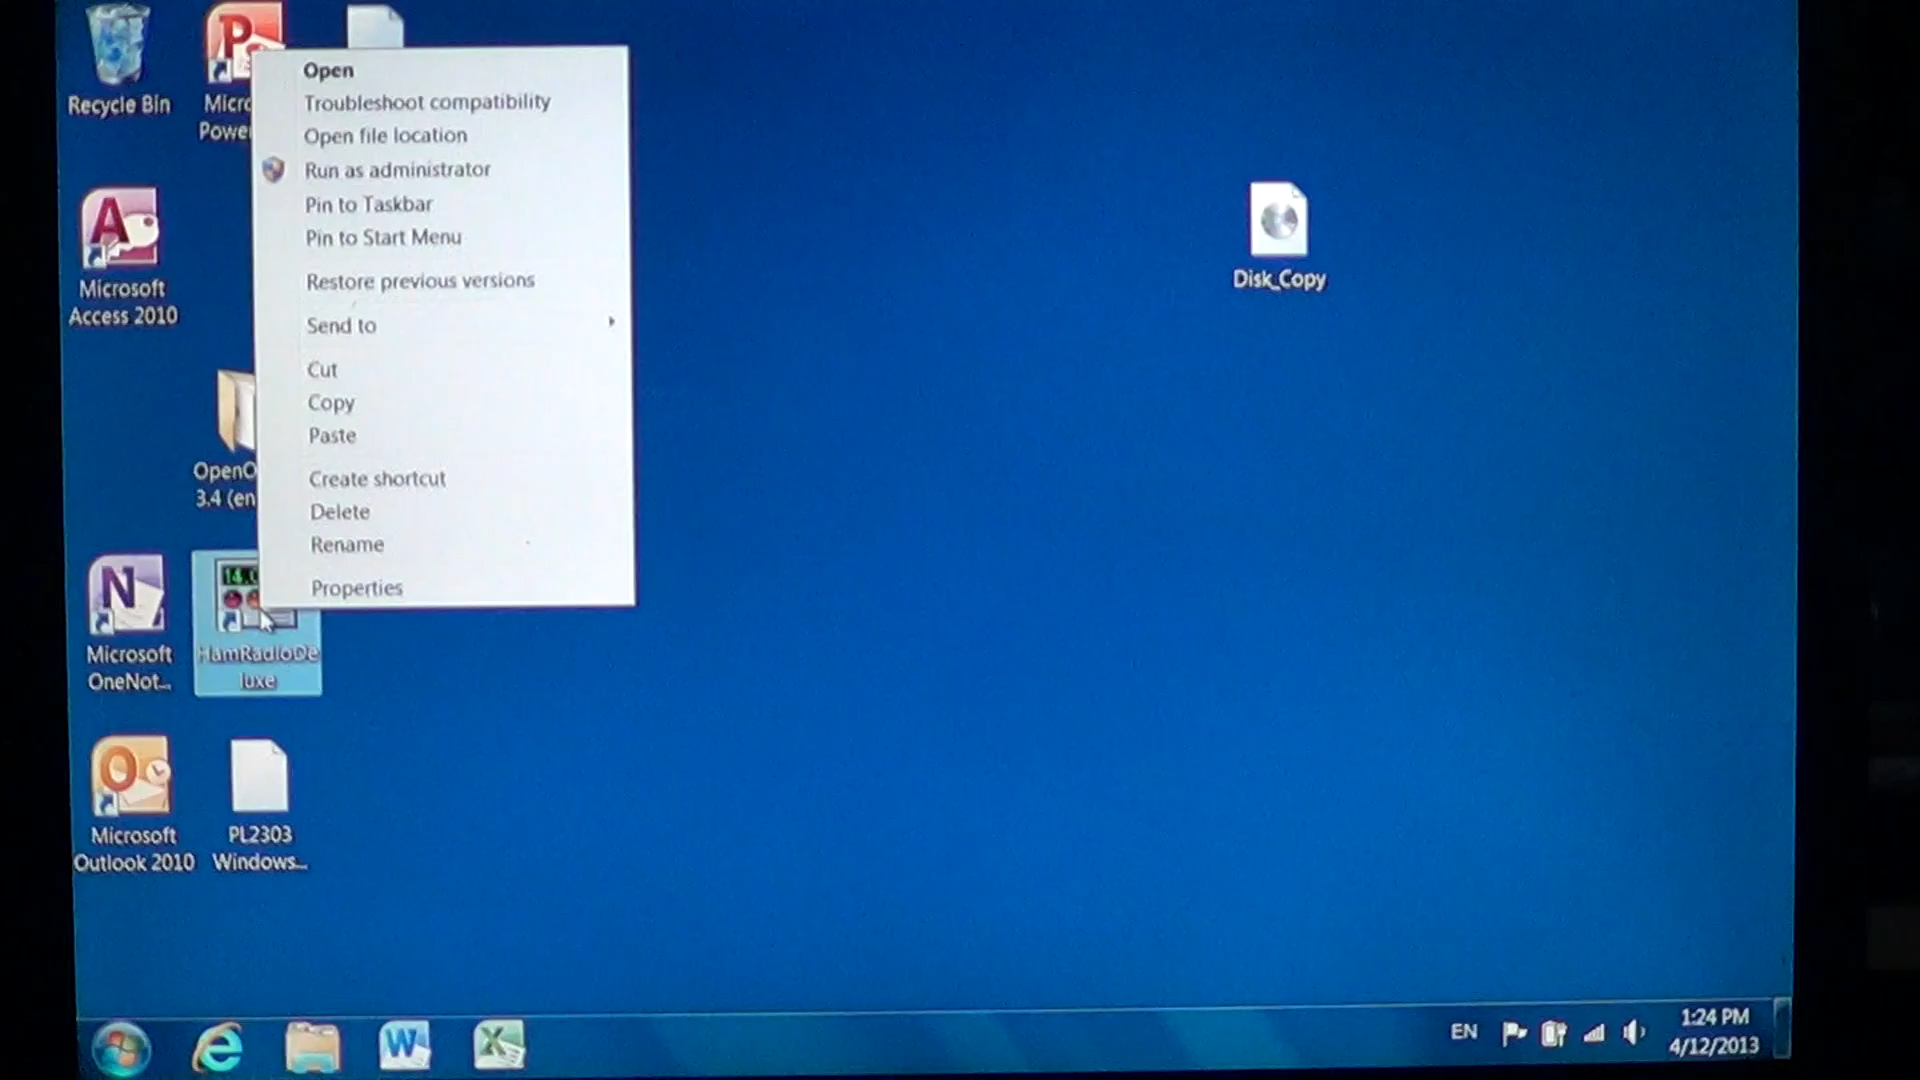 Recycle Bin
Micro
Power
Microsoft
Access 2010
OpenO
3.4 (en
Microsoft
OneNot...
HamRadioDe
luxe
Microsoft
Outlook 2010
PL2303
Windows...
Open
Troubleshoot compatibility
Open file location
Run as administrator
Pin to Taskbar
Pin to Start Menu
Restore previous versions
Send to
Cut
Copy
Paste
Create shortcut
Delete
Rename
Properties
Disk_Copy
EN
1:24 PM
4/12/2013